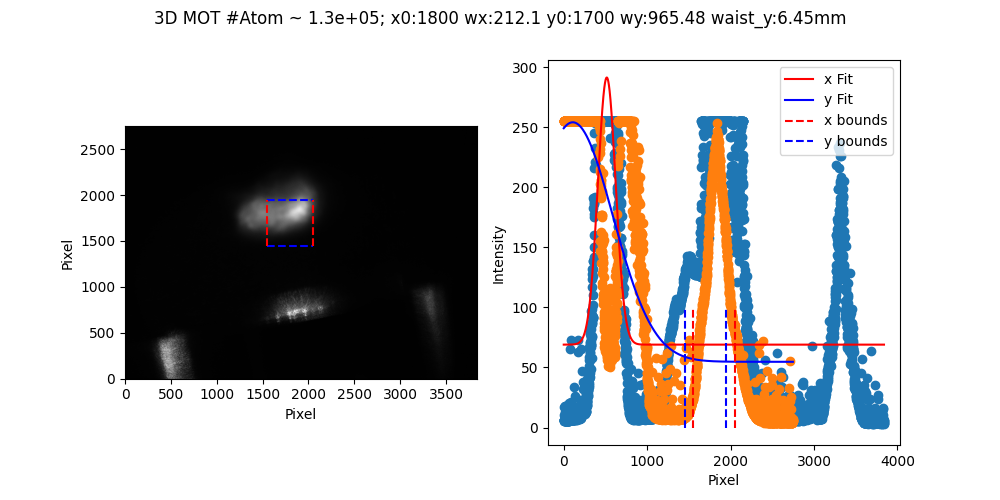 3D MOT #Atom ~ 1.3e+05; x0:1800 wx:212.1 y0:1700 wy:965.48 waist_y:6.45mm
2500
2000
1500
1000
500
0
Pixel
0 500 1000 1500 2000 2500 3000 3500
Pixel
300
250
200
150
100
50
0
Intensity
0 1000 2000 3000 4000
Pixel
x Fit
y Fit
x bounds
y bounds